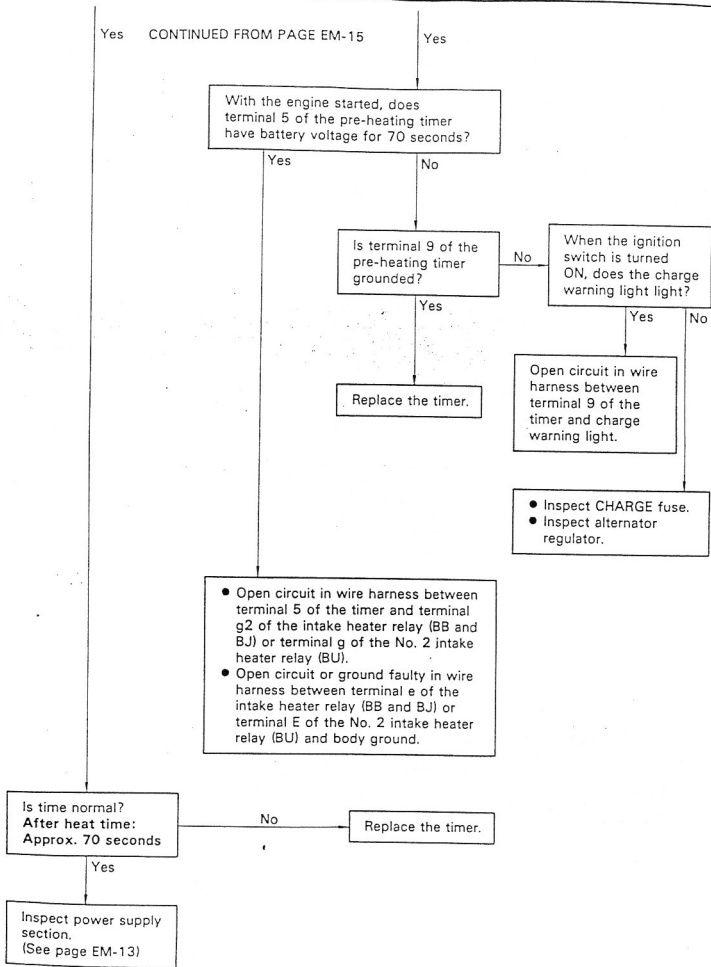 Yes CONTINUED FROM PAGE EM-15 Yes
With the engine started, does
terminal 5 of the pre-heating timer
have battery voltage for 70 seconds?
Yes
No
Is terminal 9 of the
pre-heating timer
grounded?
No
When the ignition
switch is turned
ON, does the charge
warning light light?
Yes
Yes
No
Replace the timer.
Open circuit in wire
harness between
terminal 9 of the
timer and charge
warning light.
● Inspect CHARGE fuse.
● Inspect alternator
regulator.
● Open circuit in wire harness between
terminal 5 of the timer and terminal
g2 of the intake heater relay (BB and
BJ) or terminal g of the No. 2 intake
heater relay (BU).
● Open circuit or ground faulty in wire
harness between terminal e of the
intake heater relay (BB and BJ) or
terminal E of the No. 2 intake heater
relay (BU) and body ground.
Is time normal?
After heat time:
Approx. 70 seconds
No
Replace the timer.
Yes
Inspect power supply
section.
(See page EM-13)